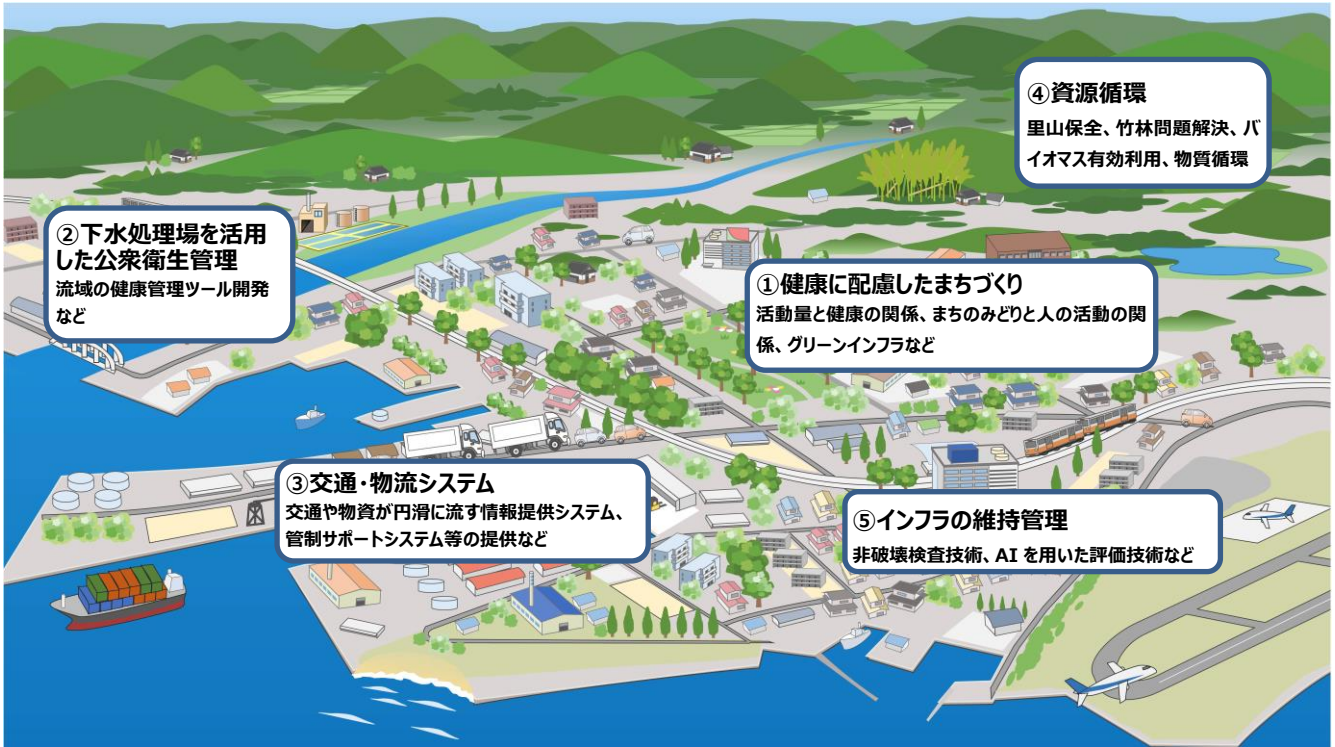 ④資源循環
里山保全、竹林問題解決、バ
イオマス有効利用、物質循環
②下水処理場を活用
した公衆衛生管理
流域の健康管理ツール開発
など
①健康に配慮したまちづくり
活動量と健康の関係、まちのみどりと人の活動の関
係、グリーンインフラなど
③交通・物流システム
交通や物資が円滑に流す情報提供システム、
管制サポートシステム等の提供など
⑤インフラの維持管理
非破壊検査技術、AI を用いた評価技術など